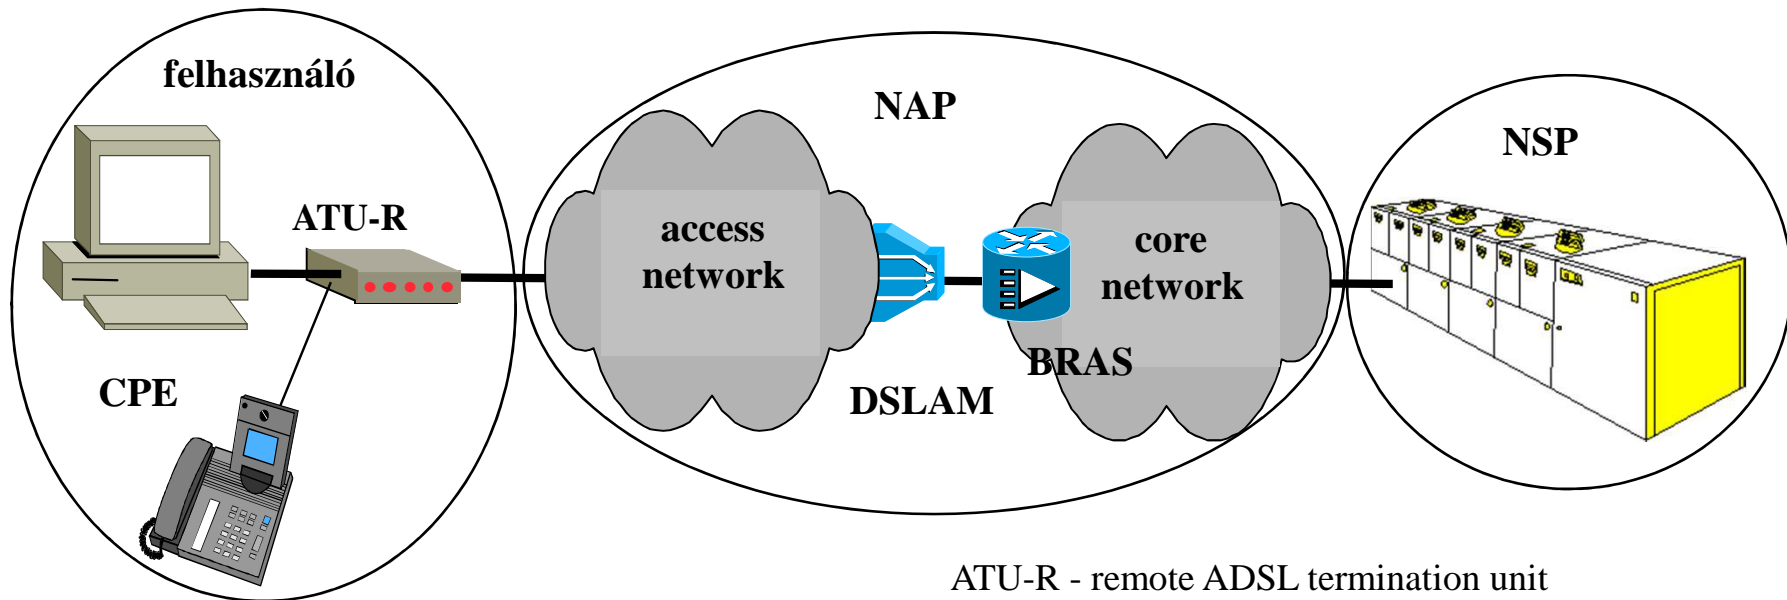 felhasználó
ATU-R
CPE
NAP
access
network
DSLAM
BRAS
core
network
NSP
ATU-R - remote ADSL termination unit